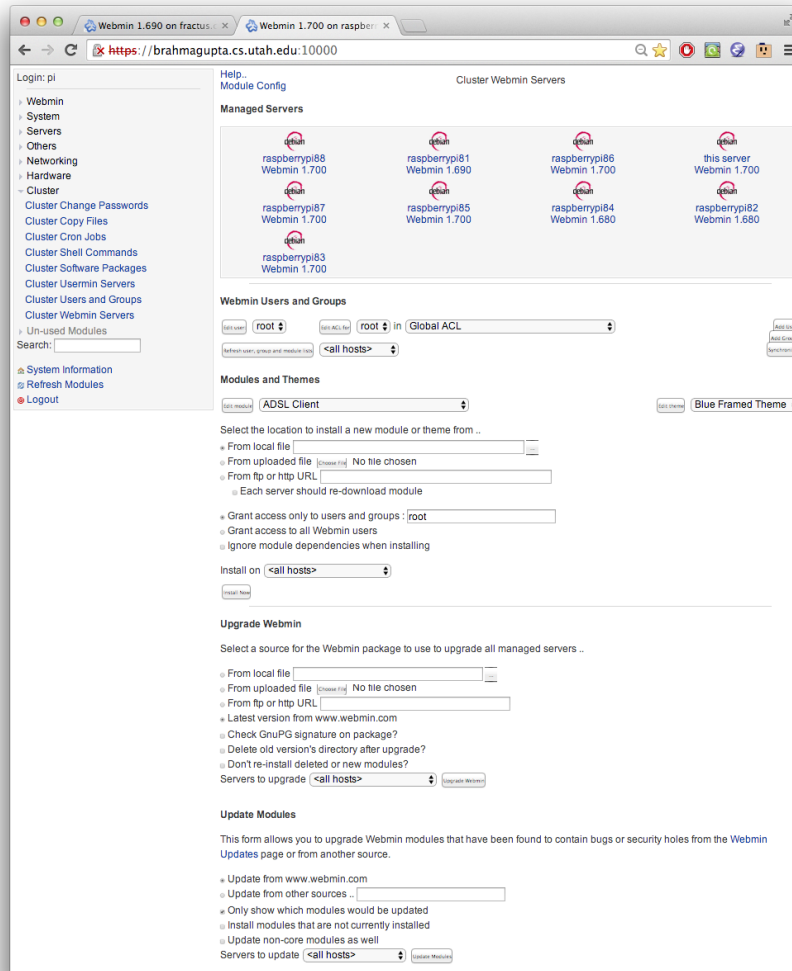 Webmin 1.690 on fractus.c × Webmin 1.700 on raspberr ×
https://brahmagupta.cs.utah.edu:10000
Login: pi
Webmin
System
Servers
Others
Networking
Hardware
Cluster
Cluster Change Passwords
Cluster Copy Files
Cluster Cron Jobs
Cluster Shell Commands
Cluster Software Packages
Cluster Usermin Servers
Cluster Users and Groups
Cluster Webmin Servers
Un-used Modules
Search:
System Information
Refresh Modules
Logout
Help..
Module Config
Cluster Webmin Servers
Managed Servers
debian debian debian debian
raspberrypi88 raspberrypi81 raspberrypi86 this server
Webmin 1.700 Webmin 1.690 Webmin 1.700 Webmin 1.700
debian debian debian debian
raspberrypi87 raspberrypi85 raspberrypi84 raspberrypi82
Webmin 1.700 Webmin 1.700 Webmin 1.680 Webmin 1.680
debian
raspberrypi83
Webmin 1.700
Webmin Users and Groups
Edit user root Edit ACL for root in Global ACL Add Gr
Add Grou
Refresh user, group and module lists <all hosts> Synchroni
Modules and Themes
Edit module ADSL Client Edit theme Blue Framed Theme
Select the location to install a new module or theme from ..
From local file ...
From uploaded file Choose File No file chosen
From ftp or http URL
Each server should re-download module
Grant access only to users and groups : root
Grant access to all Webmin users
Ignore module dependencies when installing
Install on <all hosts>
Install Now
Upgrade Webmin
Select a source for the Webmin package to use to upgrade all managed servers ..
From local file ...
From uploaded file Choose File No file chosen
From ftp or http URL
Latest version from www.webmin.com
Check GnuPG signature on package?
Delete old version's directory after upgrade?
Don't re-install deleted or new modules?
Servers to upgrade <all hosts> Upgrade Webmin
Update Modules
This form allows you to upgrade Webmin modules that have been found to contain bugs or security holes from the Webmin
Updates page or from another source.
Update from www.webmin.com
Update from other sources ..
Only show which modules would be updated
Install modules that are not currently installed
Update non-core modules as well
Servers to update <all hosts> Update Modules